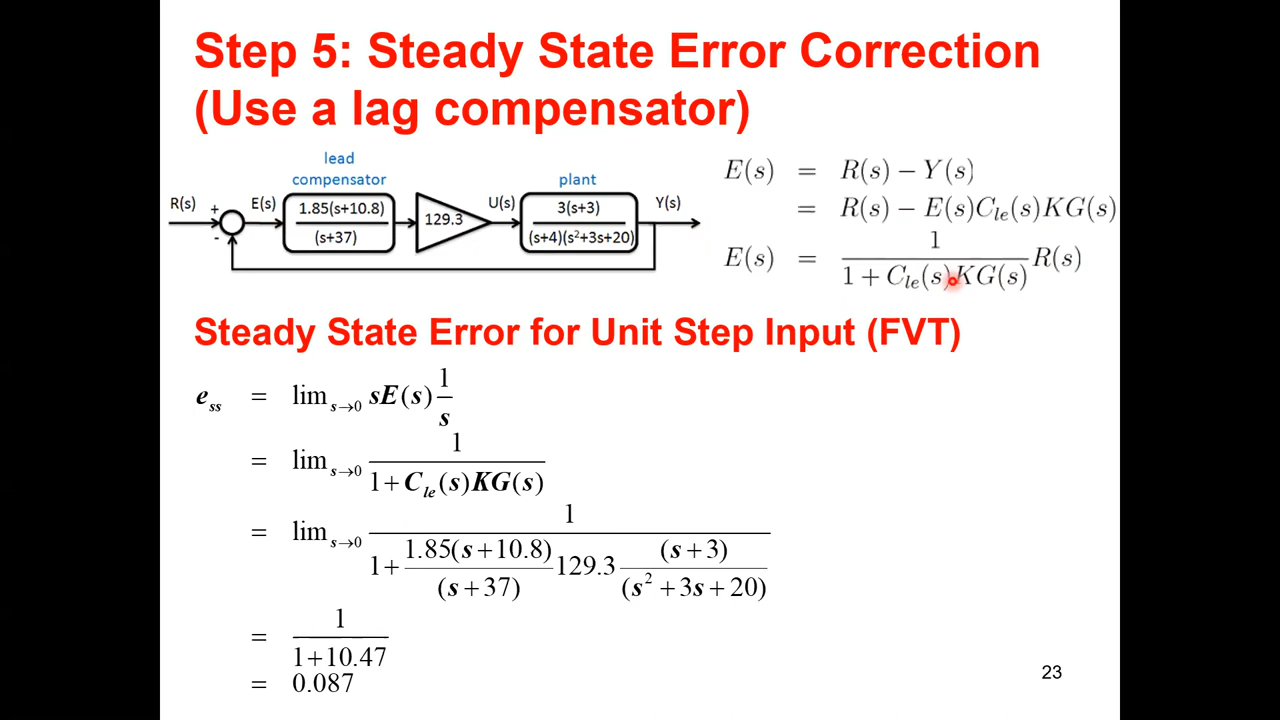 Step 5: Steady State Error Correction
(Use a lag compensator)
lead
compensator
plant
R(s)
+
-
E(s)
1.85(s+10.8)
(s+37)
129.3
U(s)
3(s+3)
(s+4)(s²+3s+20)
Y(s)
E(s) = R(s) − Y(s)
= R(s) − E(s)C_le(s)KG(s)
E(s) = 1 / (1 + C_le(s)KG(s)) R(s)
Steady State Error for Unit Step Input (FVT)
e_ss = lim_s→0 sE(s) 1/s
= lim_s→0 1 / (1 + C_le(s)KG(s))
= lim_s→0 1 / (1 + 1.85(s+10.8)/(s+37) 129.3 (s+3)/(s²+3s+20))
= 1 / (1+10.47)
= 0.087
23